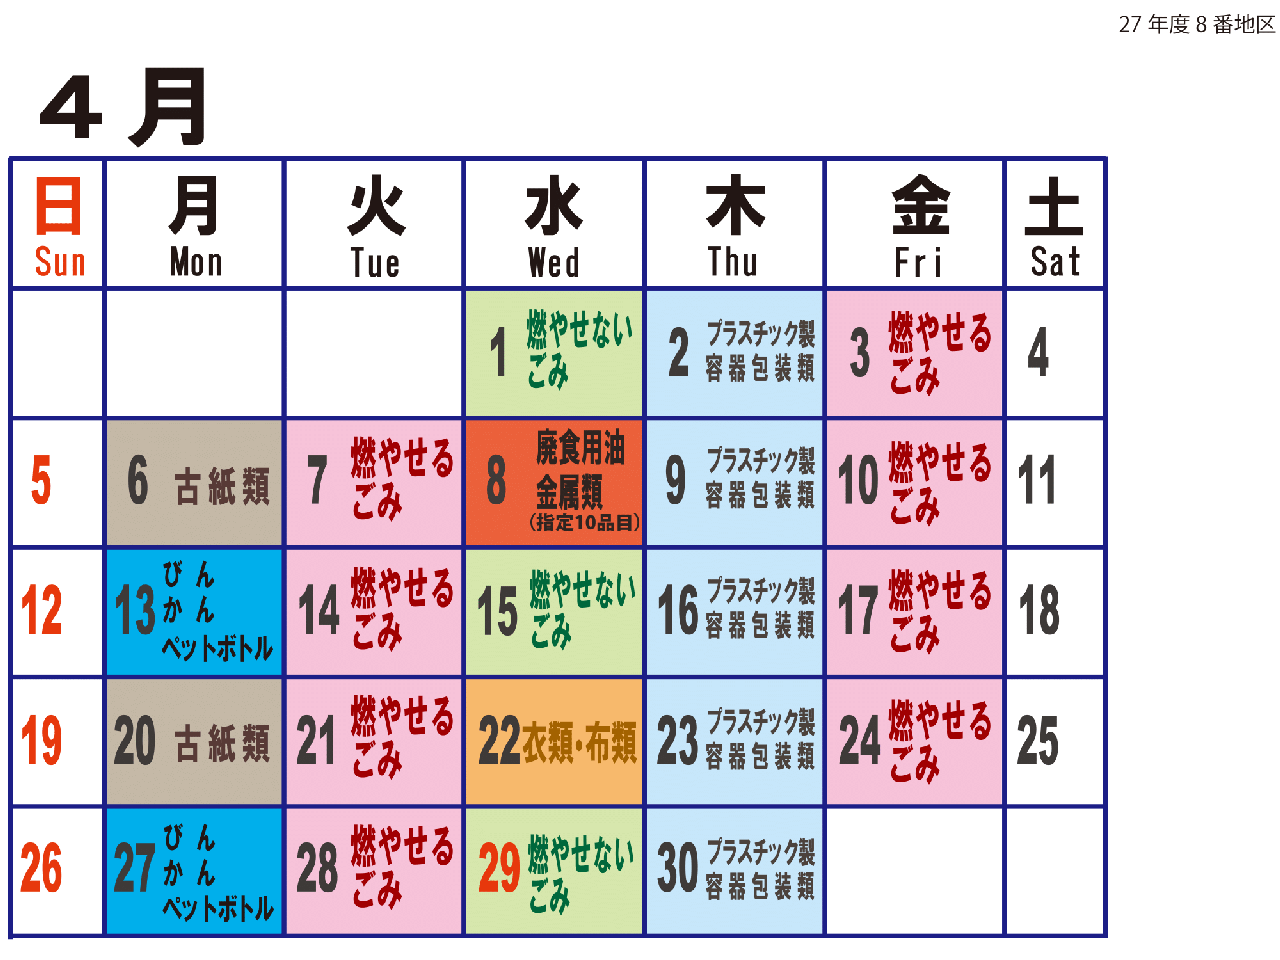 27 年度 8 番地区
4 月
日 月 火 水 木 金 土
Sun Mon Tue Wed Thu Fri Sat
1 燃やせない
ごみ
2 プラスチック製
容器包装類
3 燃やせる
ごみ
4
5
6 古紙類
7 燃やせる
ごみ
8 廃食用油
金属類
(指定10品目)
9 プラスチック製
容器包装類
10 燃やせる
ごみ
11
12
13 びん
かん
ペットボトル
14 燃やせる
ごみ
15 燃やせない
ごみ
16 プラスチック製
容器包装類
17 燃やせる
ごみ
18
19
20 古紙類
21 燃やせる
ごみ
22 衣類・布類
23 プラスチック製
容器包装類
24 燃やせる
ごみ
25
26
27 びん
かん
ペットボトル
28 燃やせる
ごみ
29 燃やせない
ごみ
30 プラスチック製
容器包装類